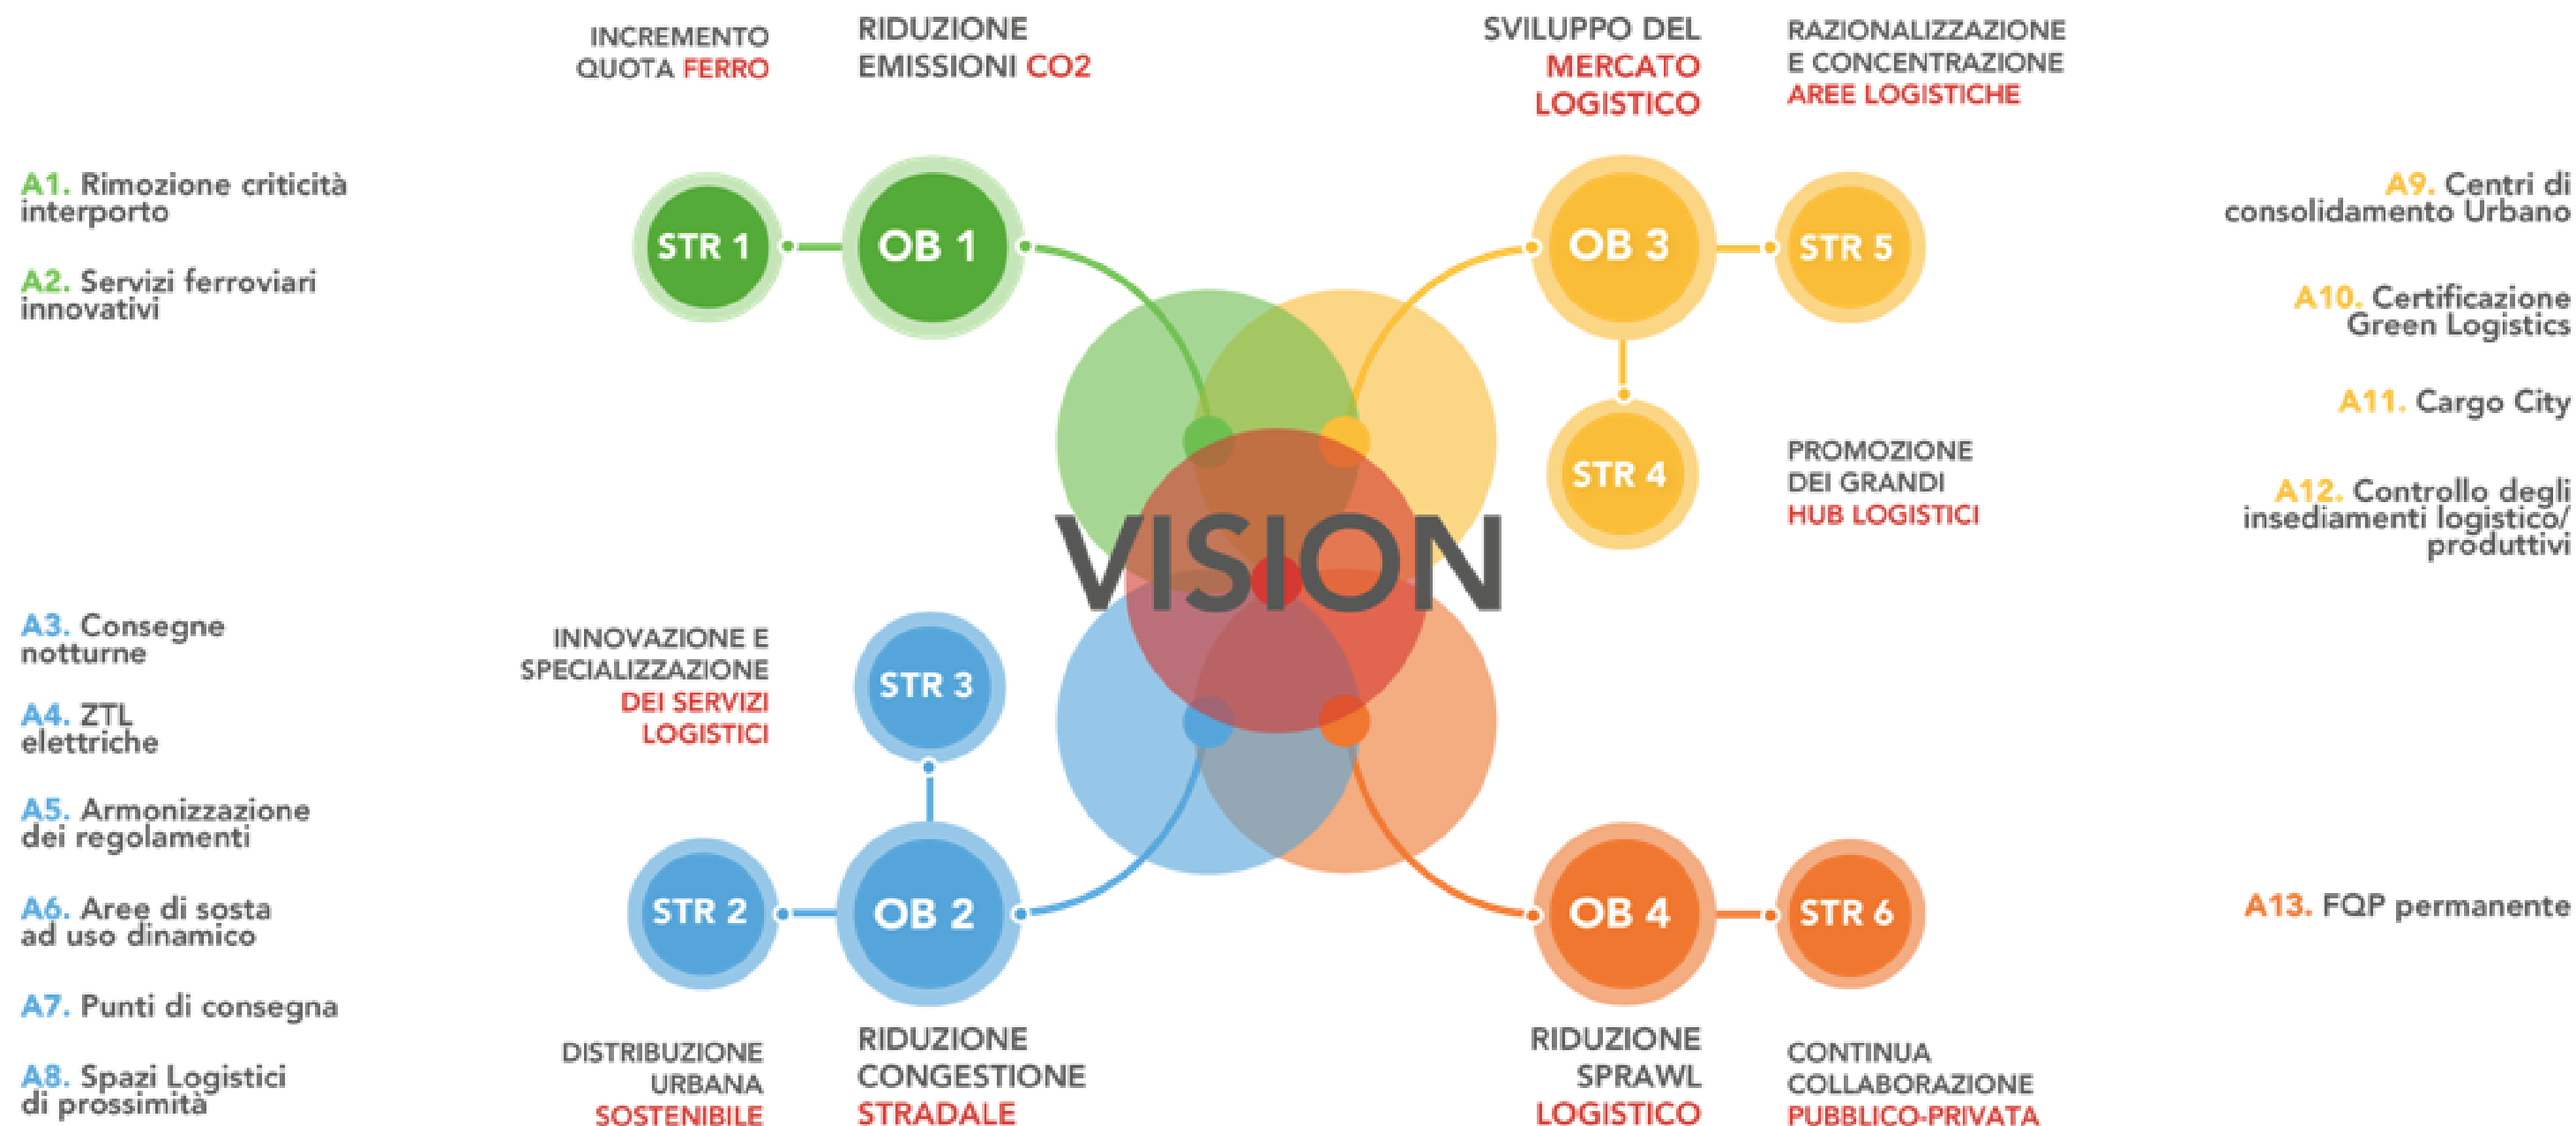 INCREMENTO
QUOTA FERRO
RIDUZIONE
EMISSIONI CO2
SVILUPPO DEL
MERCATO
LOGISTICO
RAZIONALIZZAZIONE
E CONCENTRAZIONE
AREE LOGISTICHE
A1. Rimozione criticità
interporto
A2. Servizi ferroviari
innovativi
STR 1
OB 1
OB 3
STR 5
STR 4
PROMOZIONE
DEI GRANDI
HUB LOGISTICI
A9. Centri di
consolidamento Urbano
A10. Certificazione
Green Logistics
A11. Cargo City
A12. Controllo degli
insediamenti logistico/
produttivi
VISION
A3. Consegne
notturne
A4. ZTL
elettriche
A5. Armonizzazione
dei regolamenti
A6. Aree di sosta
ad uso dinamico
A7. Punti di consegna
A8. Spazi Logistici
di prossimità
INNOVAZIONE E
SPECIALIZZAZIONE
DEI SERVIZI
LOGISTICI
STR 3
STR 2
OB 2
DISTRIBUZIONE
URBANA
SOSTENIBILE
RIDUZIONE
CONGESTIONE
STRADALE
OB 4
STR 6
RIDUZIONE
SPRAWL
LOGISTICO
CONTINUA
COLLABORAZIONE
PUBBLICO-PRIVATA
A13. FQP permanente